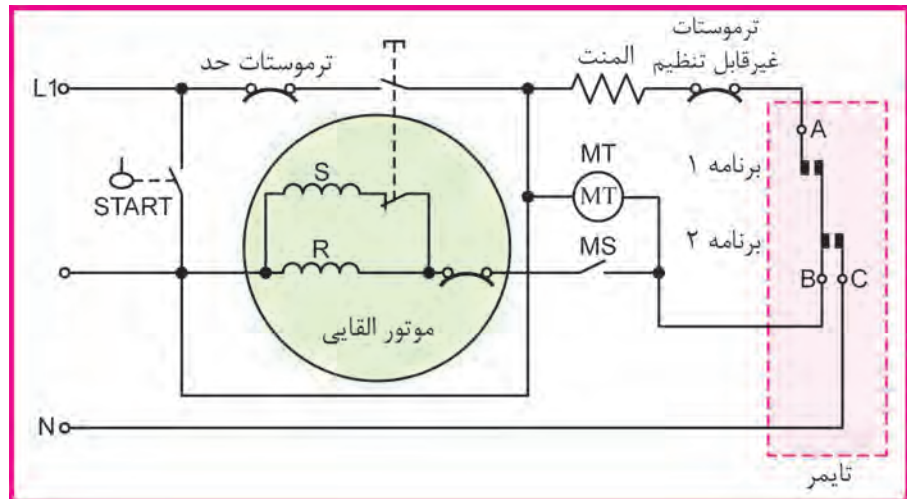 ترموستات
غیرقابل تنظیم
المنت
ترموستات حد
L1
A
MT
برنامه ۱
START
S
MT
R
MS
برنامه ۲
B C
موتور القایی
N
تایمر